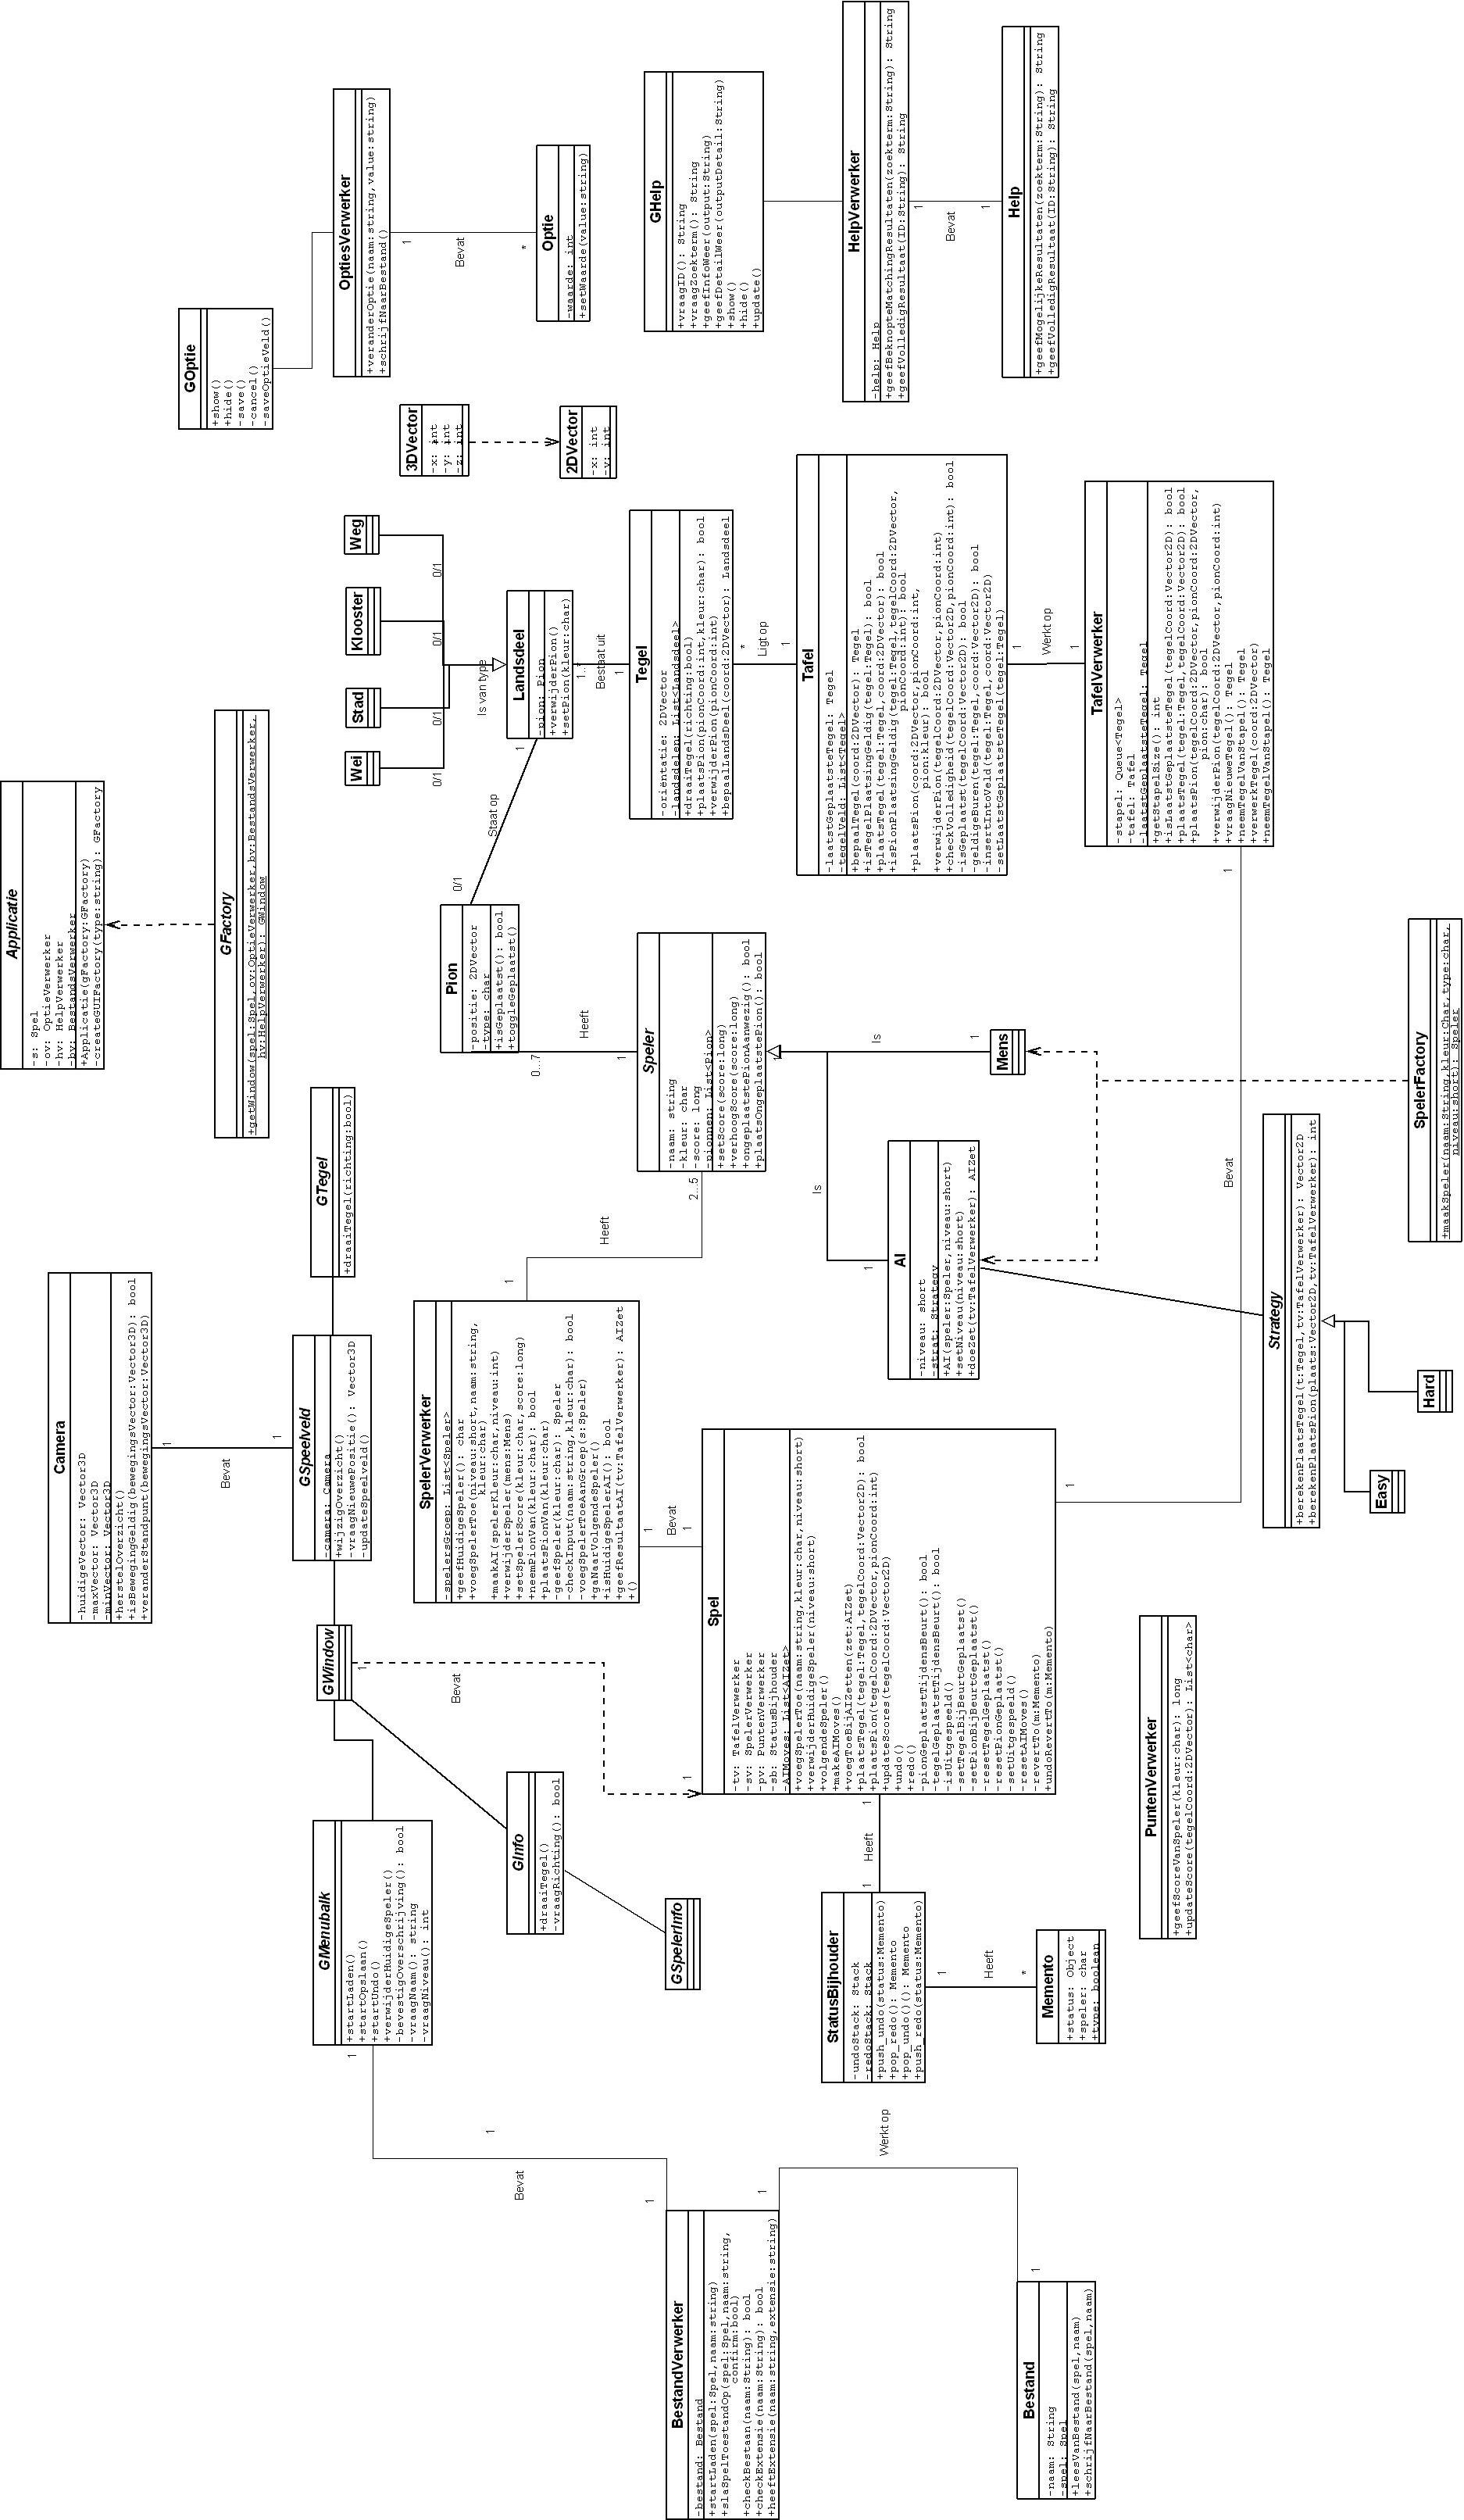 Applicatie
-s: Spel
-ov: OptieVerwerker
-hv: HelpVerwerker
-bv: BestandsVerwerker
+Applicatie(gFactory:GFactory)
-createGUIFactory(type:string): GFactory
GFactory
+getWindow(spel:Spel,ov:OptieVerwerker,bv:BestandsVerwerker,
hv:HelpVerwerker): GWindow
GOptie
+show()
+hide()
-save()
-cancel()
-saveOptieVeld()
OptiesVerwerker
+veranderOptie(naam:string,value:string)
+schrijfNaarBestand()
1
Bevat
*
Optie
-waarde: int
+setWaarde(value:string)
3DVector
-x: int
-y: int
-z: int
2DVector
-x: int
-y: int
GHelp
+vraagID(): String
+vraagZoekterm(): String
+geefInfoWeer(output:String)
+geefDetailWeer(outputDetail:String)
+show()
+hide()
+update()
HelpVerwerker
-help: Help
+geefBeknopteMatchingResultaten(zoekterm:String): String
+geefVolledigResultaat(ID:String): String
1
Bevat
1
Help
+geefMogelijkeResultaten(zoekterm:String): String
+geefVolledigResultaat(ID:String): String
Camera
-huidigeVector: Vector3D
-maxVector: Vector3D
-minVector: Vector3D
+herstelOverzicht()
+isBewegingGeldig(bewegingsVector:Vector3D): bool
+veranderStandpunt(bewegingsVector:Vector3D)
1
Bevat
1
GSpeelveld
-camera: Camera
+wijzigOverzicht()
-vraagNieuwePositie(): Vector3D
-updateSpeelveld()
GTegel
+draaiTegel(richting:bool)
GWindow
1
Bevat
1
GMenubalk
+startLaden()
+startOpslaan()
+startUndo()
+verwijderHuidigeSpeler()
-bevestigOverschrijving(): bool
-vraagNaam(): string
-vraagNiveau(): int
1
1
Bevat
1
GInfo
+draaiTegel()
-vraagRichting(): bool
GSpelerInfo
Wei
Stad
Klooster
Weg
0/1
0/1
0/1
0/1
Is van type
Landsdeel
-pion: Pion
+verwijderPion()
+setPion(kleur:char)
1
Staat op
0/1
1..*
Bestaat uit
1
Pion
-positie: 2DVector
-type: char
+isGeplaatst(): bool
+toggleGeplaatst()
0...7
Heeft
1
Tegel
-oriëntatie: 2DVector
-landsdelen: List<Landsdeel>
+draaiTegel(richting:bool)
+plaatsPion(pionCoord:int,kleur:char): bool
+verwijderPion(pionCoord:int)
+bepaalLandsDeel(coord:2DVector): Landsdeel
*
Ligt op
1
Tafel
-laatstGeplaatsteTegel: Tegel
-tegelVeld: List<Tegel>
+bepaalTegel(coord:2DVector): Tegel
+isTegelPlaatsingGeldig(tegel:Tegel): bool
+plaatsTegel(tegel:Tegel,coord:2DVector): bool
+isPionPlaatsingGeldig(tegel:Tegel,tegelCoord:2DVector,
pionCoord:int): bool
+plaatsPion(coord:2DVector,pionCoord:int,
pion:kleur): bool
+verwijderPion(tegelCoord:2DVector,pionCoord:int)
+checkVolledigheid(tegelCoord:Vector2D,pionCoord:int): bool
-isGeplaatst(tegelCoord:Vector2D): bool
-geldigeBuren(tegel:Tegel,coord:Vector2D): bool
-insertIntoVeld(tegel:Tegel,coord:Vector2D)
-setLaatstGeplaatsteTegel(tegel:Tegel)
1
Werkt op
1
TafelVerwerker
-stapel: Queue<Tegel>
-tafel: Tafel
-laatstGeplaatsteTegel: Tegel
+getStapelSize(): int
+isLaatstGeplaatsteTegel(tegelCoord:Vector2D): bool
+plaatsTegel(tegel:Tegel,tegelCoord:Vector2D): bool
+plaatsPion(tegelCoord:2DVector,pionCoord:2DVector,
pion:char): bool
+verwijderPion(tegelCoord:2DVector,pionCoord:int)
+vraagNieuweTegel(): Tegel
+neemTegelVanStapel(): Tegel
+verwerkTegel(coord:2DVector)
+neemTegelVanStapel(): Tegel
1
Bevat
1
Speler
-naam: string
-kleur: char
-score: long
-pionnen: List<Pion>
+setScore(score:long)
+verhoogScore(score:long)
+ongeplaatstePionAanwezig(): bool
+plaatsOngeplaatstePion(): bool
2...5
Heeft
1
1
Is
1
Mens
Is
1
AI
-niveau: short
-strat: Strategy
+AI(speler:Speler,niveau:short)
+setNiveau(niveau:short)
+doeZet(tv:TafelVerwerker): AIZet
SpelerFactory
+maakSpeler(naam:String,kleur:Char,type:char,
niveau:short): Speler
Strategy
+berekenPlaatsTegel(t:Tegel,tv:TafelVerwerker): Vector2D
+berekenPlaatsPion(plaats:Vector2D,tv:TafelVerwerker): int
Easy
Hard
SpelerVerwerker
-spelersGroep: List<Speler>
+geefHuidigeSpeler(): char
+voegSpelerToe(niveau:short,naam:string,
kleur:char)
+maakAI(spelerKleur:char,niveau:int)
+verwijderSpeler(mens:Mens)
+setSpelerScore(kleur:char,score:long)
+neemPionVan(kleur:char): bool
+plaatsPionVan(kleur:char)
-geefSpeler(kleur:char): Speler
-checkInput(naam:string,kleur:char): bool
-voegSpelerToeAanGroep(s:Speler)
+gaNaarVolgendeSpeler()
+isHuidigeSpelerAI(): bool
+geefResultaatAI(tv:TafelVerwerker): AIZet
+()
1
Bevat
1
Spel
-tv: TafelVerwerker
-sv: SpelerVerwerker
-pv: PuntenVerwerker
-sb: StatusBijhouder
-AIMoves: List<AIZet>
+voegSpelerToe(naam:string,kleur:char,niveau:short)
+verwijderHuidigeSpeler(niveau:short)
+volgendeSpeler()
+makeAIMoves()
+voegToeBijAIZetten(zet:AIZet)
+plaatsTegel(tegel:Tegel,tegelCoord:Vector2D): bool
+plaatsPion(tegelCoord:2DVector,pionCoord:int)
+updateScores(tegelCoord:Vector2D)
+undo()
+redo()
-pionGeplaatstTijdensBeurt(): bool
-tegelGeplaatstTijdensBeurt(): bool
-isUitgespeeld()
-setTegelBijBeurtGeplaatst()
-setPionBijBeurtGeplaatst()
-resetTegelGeplaatst()
-resetPionGeplaatst()
-setUitgespeeld()
-resetAIMoves()
-revertTo(m:Memento)
+undoRevertTo(m:Memento)
1
Heeft
1
StatusBijhouder
-undoStack: Stack
-redoStack: Stack
+push_undo(status:Memento)
+pop_redo(): Memento
+pop_undo()(): Memento
+push_redo(status:Memento)
1
Heeft
*
Memento
+status: Object
+speler: char
+type: boolean
PuntenVerwerker
+geefScoreVanSpeler(kleur:char): long
+updateScore(tegelCoord:2DVector): List<char>
BestandVerwerker
-bestand: Bestand
+startLaden(spel:Spel,naam:string)
+slaSpelToestandOp(spel:Spel,naam:string,
confirm:bool)
+checkBestaan(naam:String): bool
+checkExtensie(naam:String): bool
+heeftExtensie(naam:string,extensie:string)
1
Werkt op
1
Bestand
-naam: String
-spel: Spel
+leesVanBestand(spel,naam)
+schrijfNaarBestand(spel,naam)